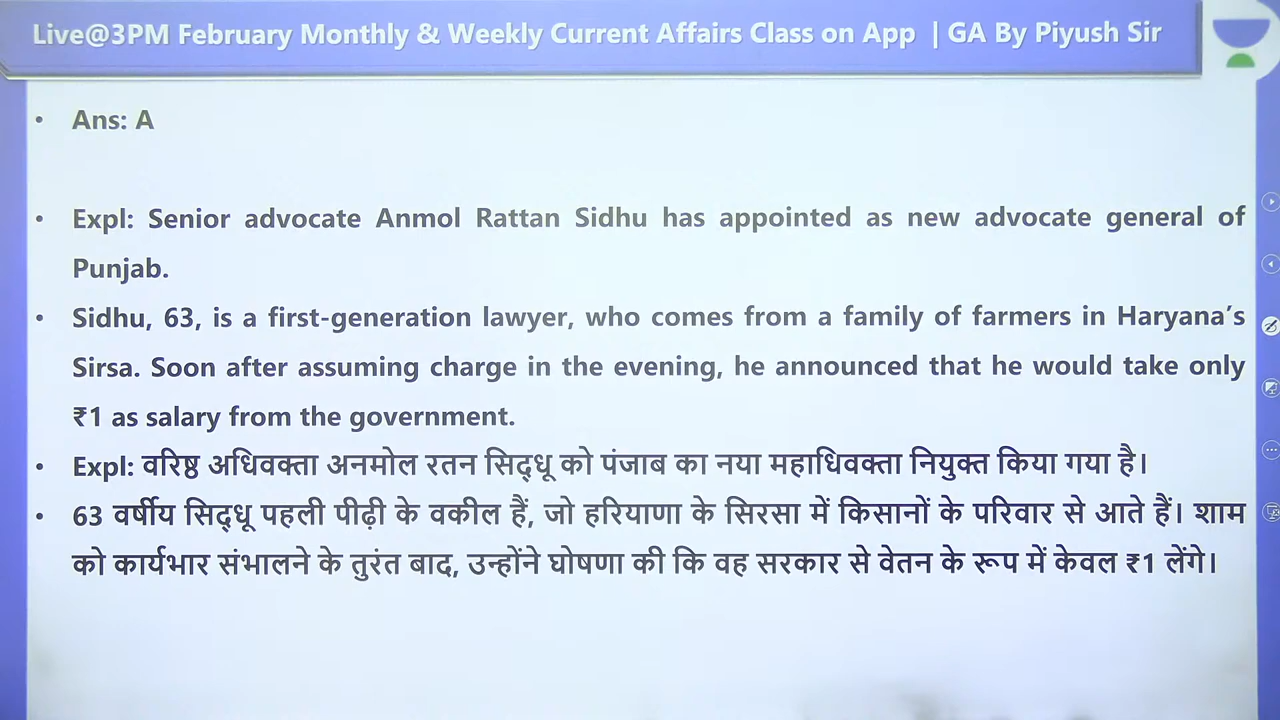 Live@3PM February Monthly & Weekly Current Affairs Class on App | GA By Piyush Sir
• Ans: A
• Expl: Senior advocate Anmol Rattan Sidhu has appointed as new advocate general of
Punjab.
• Sidhu, 63, is a first-generation lawyer, who comes from a family of farmers in Haryana’s
Sirsa. Soon after assuming charge in the evening, he announced that he would take only
₹1 as salary from the government.
• Expl: वरिष्ठ अधिवक्ता अनमोल रतन सिद्धू को पंजाब का नया महाधिवक्ता नियुक्त किया गया है।
• 63 वर्षीय सिद्धू पहली पीढ़ी के वकील हैं, जो हरियाणा के सिरसा में किसानों के परिवार से आते हैं। शाम
को कार्यभार संभालने के तुरंत बाद, उन्होंने घोषणा की कि वह सरकार से वेतन के रूप में केवल ₹1 लेंगे।